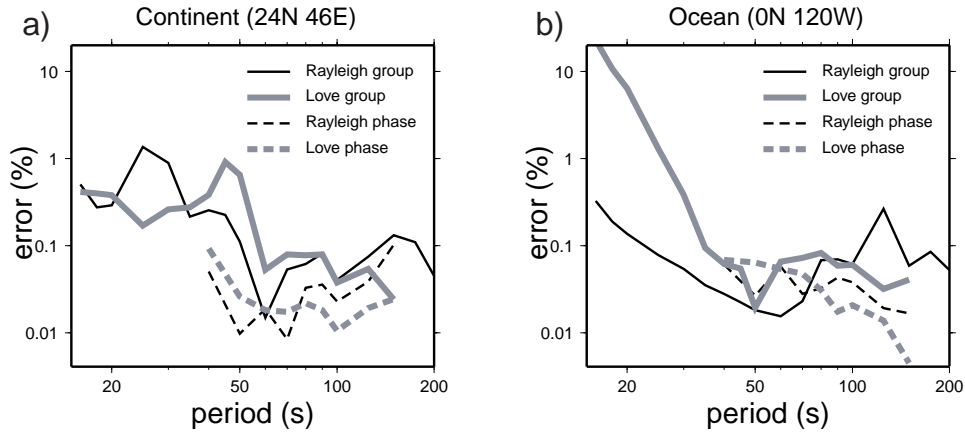 a)
Continent (24N 46E)
10
1
0.1
0.01
error (%)
Rayleigh group
Love group
Rayleigh phase
Love phase
20
50
100
200
period (s)
b)
Ocean (0N 120W)
10
1
0.1
0.01
error (%)
Rayleigh group
Love group
Rayleigh phase
Love phase
20
50
100
200
period (s)